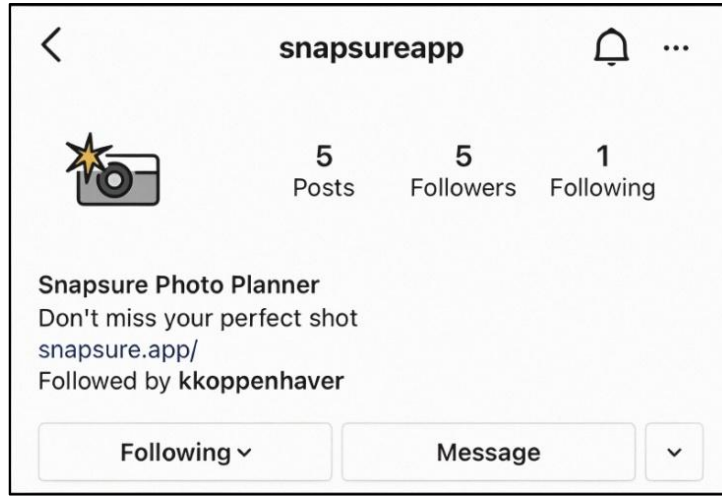 snapsureapp
5 5 1
Posts Followers Following
Snapsure Photo Planner
Don't miss your perfect shot
snapsure.app/
Followed by kkoppenhaver
Following Message